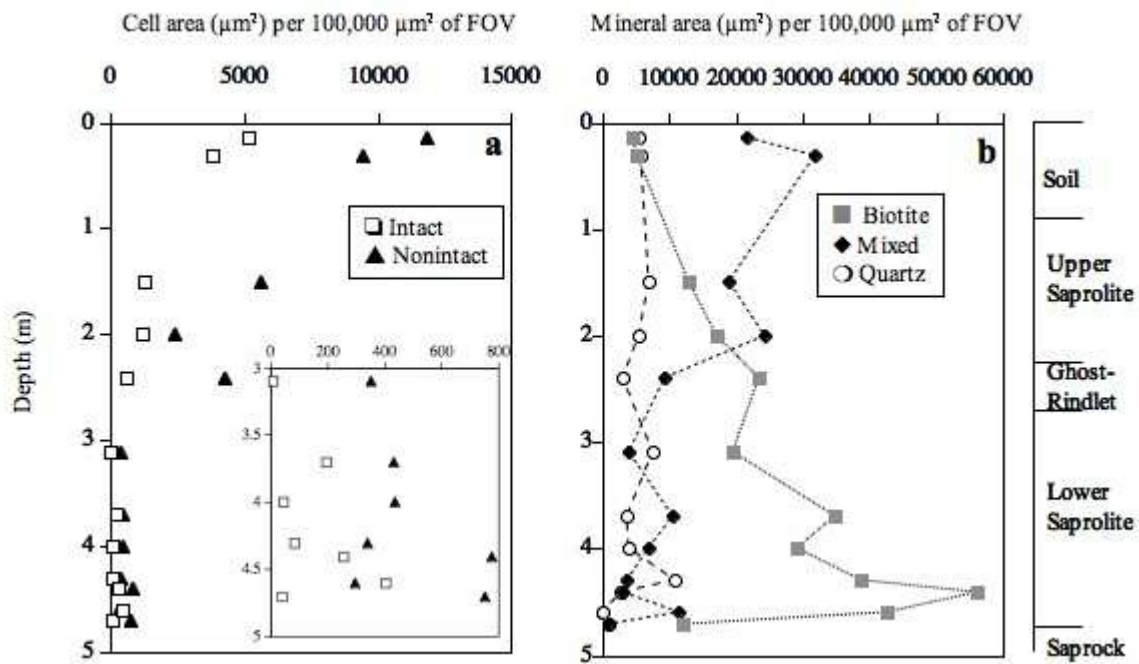 Cell area (µm²) per 100,000 µm² of FOV
0 5000 10000 15000
0
1
2
3
4
5
Depth (m)
a
Intact
Nonintact
0 200 400 600 800
3
3.5
4
4.5
5
Mineral area (µm²) per 100,000 µm² of FOV
0 10000 20000 30000 40000 50000 60000
0
1
2
3
4
5
b
Biotite
Mixed
Quartz
Soil
Upper
Saprolite
Ghost-
Rindlet
Lower
Saprolite
Saprock